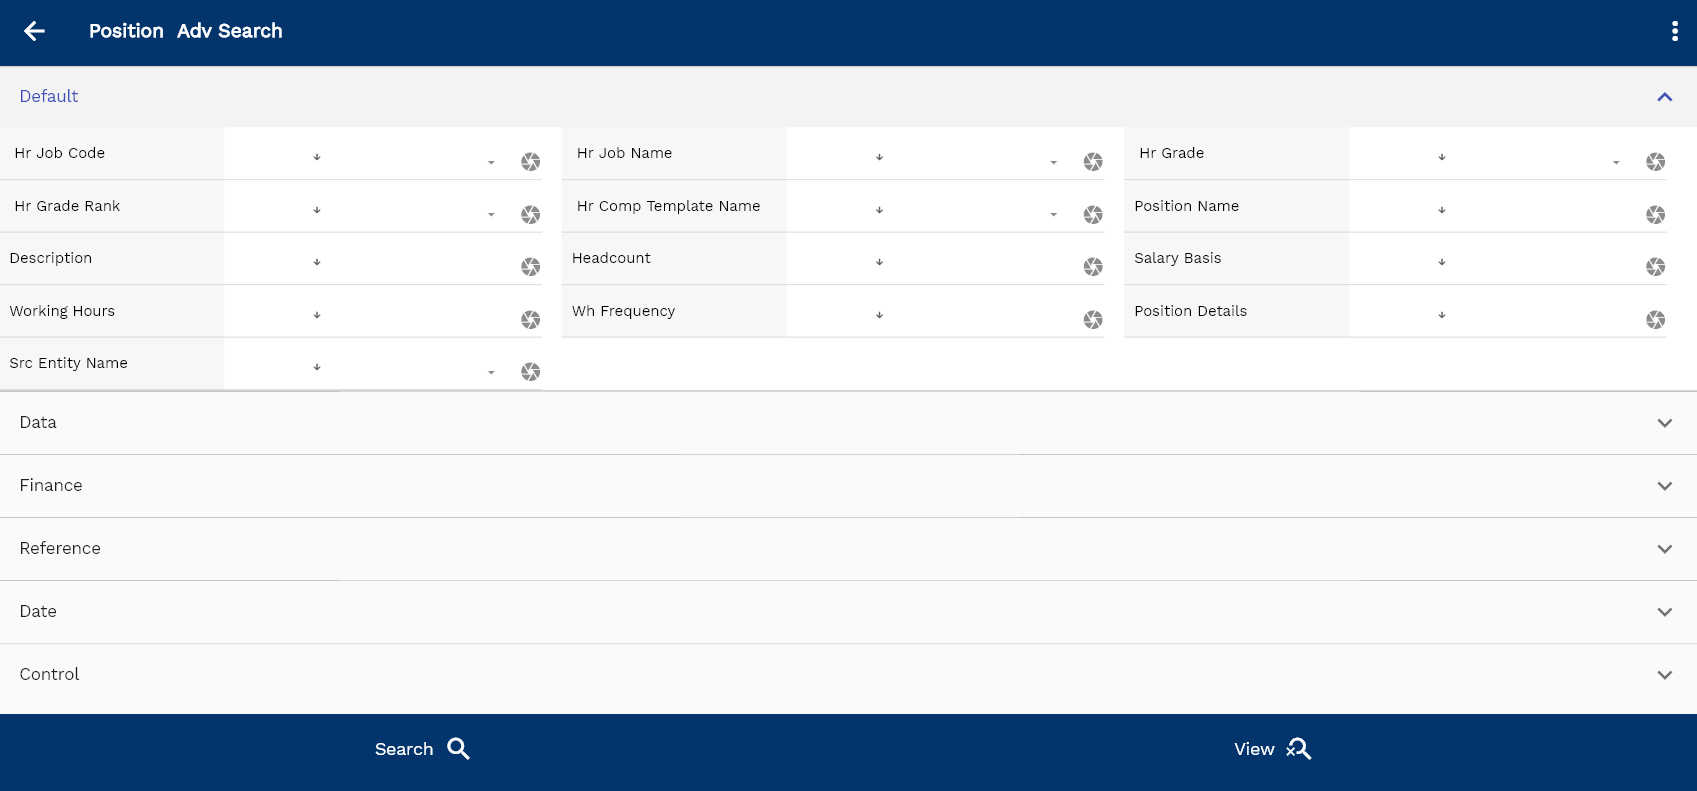 Position Adv Search
Default
Hr Job Code
Hr Job Name
Hr Grade
Hr Grade Rank
Hr Comp Template Name
Position Name
Description
Headcount
Salary Basis
Working Hours
Wh Frequency
Position Details
Src Entity Name
Data
Finance
Reference
Date
Control
Search
View